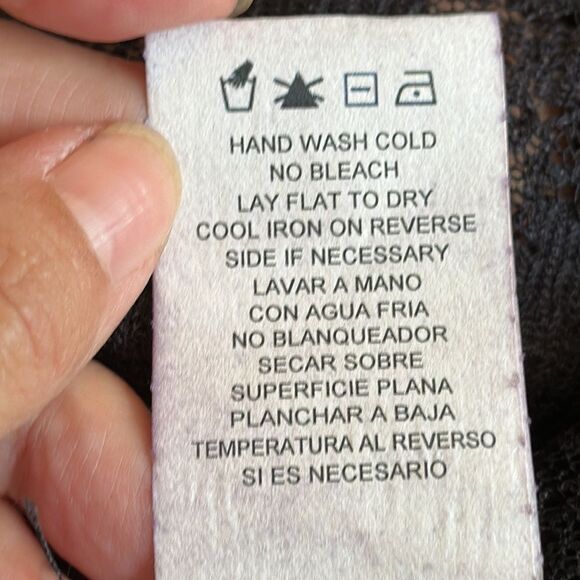 HAND WASH COLD
NO BLEACH
LAY FLAT TO DRY
COOL IRON ON REVERSE
SIDE IF NECESSARY
LAVAR A MANO
CON AGUA FRIA
NO BLANQUEADOR
SECAR SOBRE
SUPERFICIE PLANA
PLANCHAR A BAJA
TEMPERATURA AL REVERSO
SI ES NECESARIO